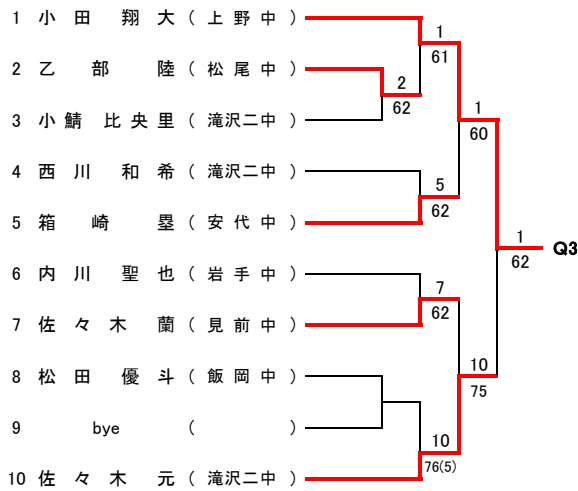 1 小田 翔大 ( 上野中 )
2 乙部 陸 ( 松尾中 )
3 小鯖 比央里 ( 滝沢二中 )
4 西川 和希 ( 滝沢二中 )
5 箱崎 塁 ( 安代中 )
6 内川 聖也 ( 岩手中 )
7 佐々木 蘭 ( 見前中 )
8 松田 優斗 ( 飯岡中 )
9 bye ( )
10 佐々木 元 ( 滝沢二中 )
2
62
1
61
5
62
7
62
10
76(5)
1
60
10
75
1
62
Q3